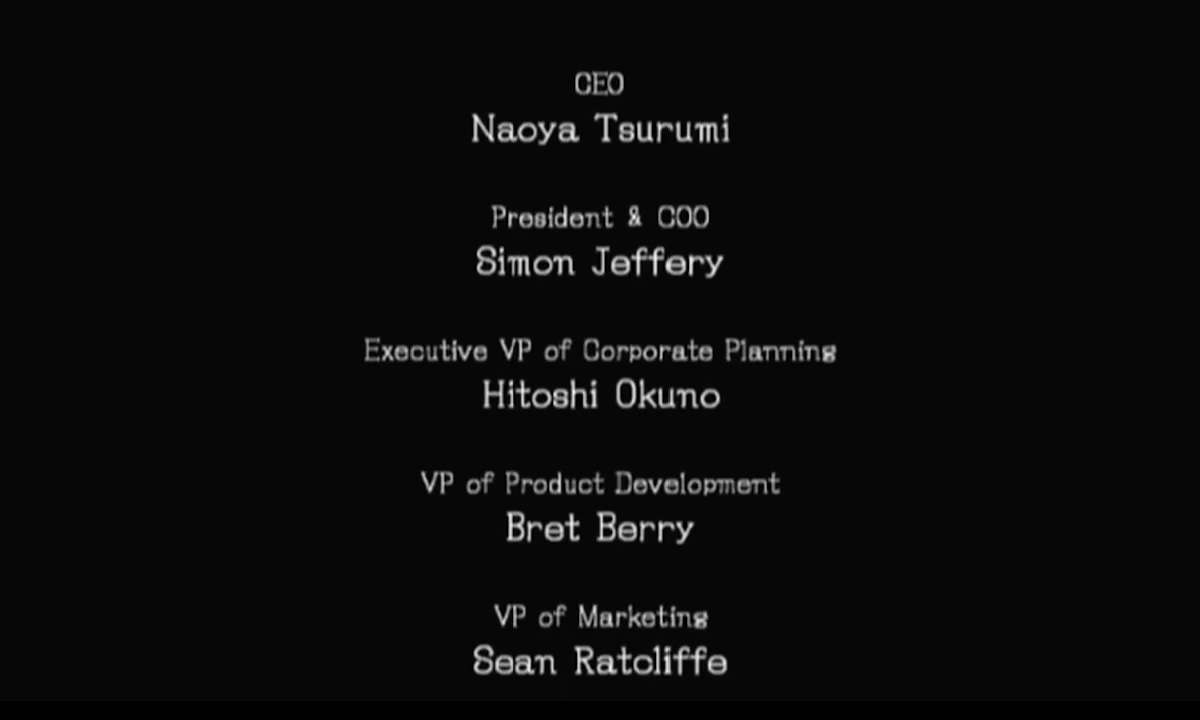 CEO
Naoya Tsurumi
President & COO
Simon Jeffery
Executive VP of Corporate Planning
Hitoshi Okuno
VP of Product Development
Bret Berry
VP of Marketing
Sean Ratcliffe